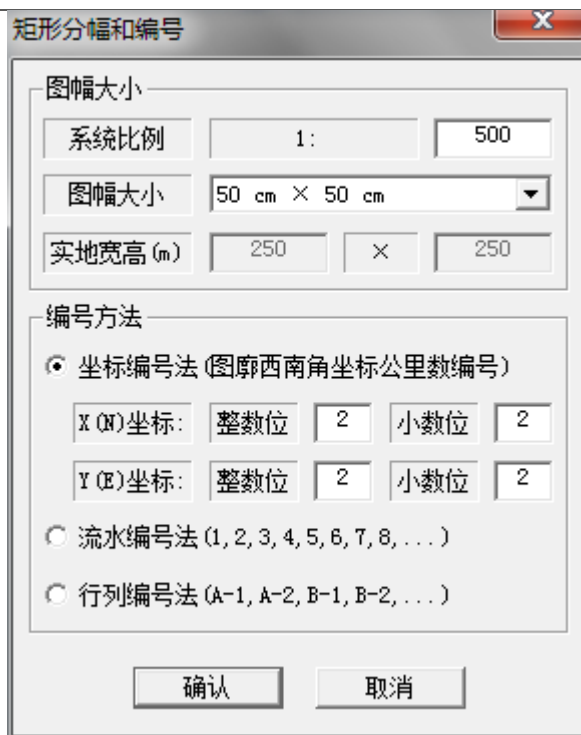 矩形分幅和编号
图幅大小
系统比例 1: 500
图幅大小 50 cm × 50 cm
实地宽高(m) 250 × 250
编号方法
坐标编号法(图廓西南角坐标公里数编号)
X(N)坐标: 整数位 2 小数位 2
Y(E)坐标: 整数位 2 小数位 2
流水编号法(1,2,3,4,5,6,7,8,...)
行列编号法(A-1,A-2,B-1,B-2,...)
确认 取消